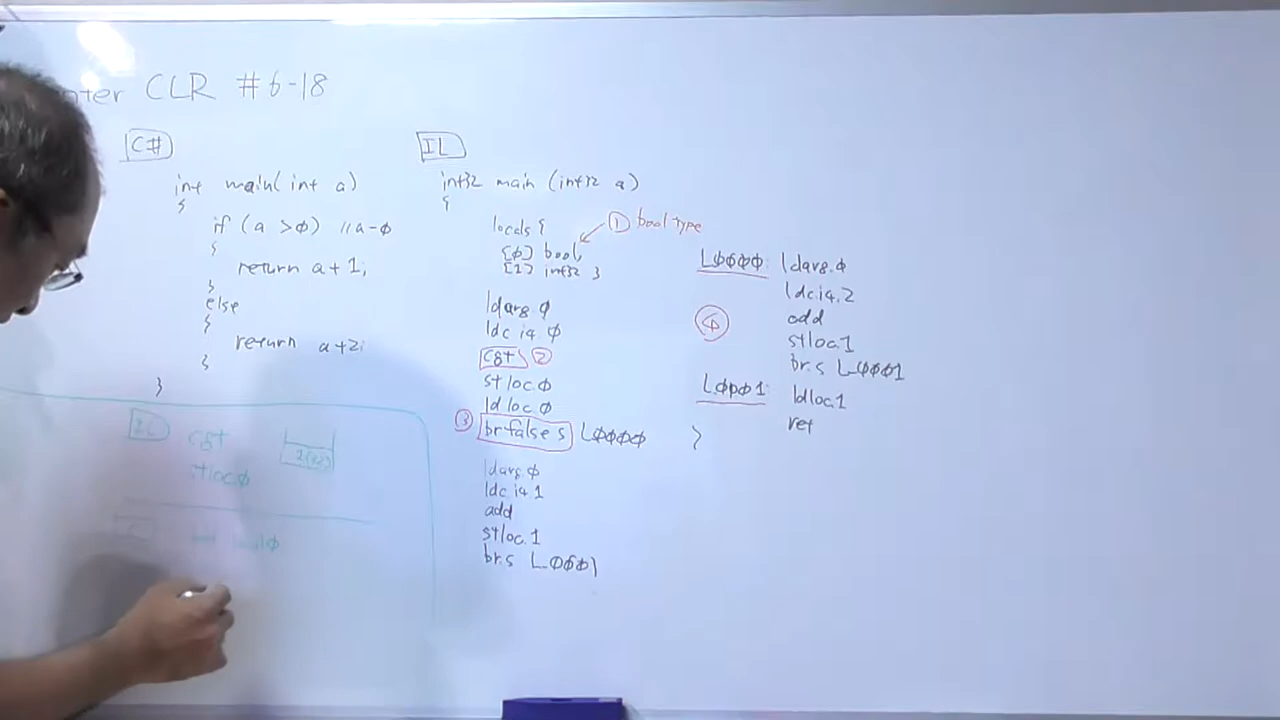 nter CLR #6-18
C#
int main(int a)
{
if (a > φ) // a-φ
{
return a+1;
}
else
{
return a+2;
}
}
IL
cgt
stloc.φ
IL
int32 main (int32 a)
{
locals {
[φ] bool,
[1] int32 }
① bool type
ldarg.φ
ldc.i4.φ
cgt ②
stloc.φ
ldloc.φ
③ brfalse.s Lφφφφ
ldarg.φ
ldc.i4.1
add
stloc.1
br.s Lφφφ1
}
Lφφφφ: ldarg.φ
ldc.i4.2
④ add
stloc.1
br.s Lφφφ1
Lφφφ1: ldloc.1
ret